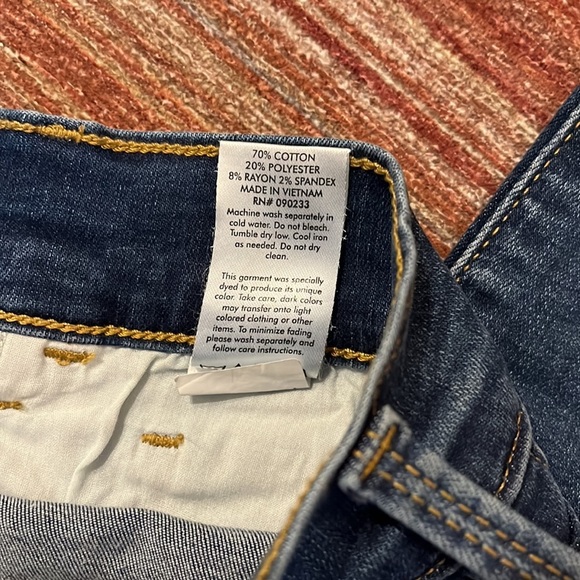 70% COTTON
20% POLYESTER
8% RAYON 2% SPANDEX
MADE IN VIETNAM
RN# 090233
Machine wash separately in
cold water. Do not bleach.
Tumble dry low. Cool iron
as needed. Do not dry
clean.
This garment was specially
dyed to produce its unique
color. Take care, dark colors
may transfer onto light
colored clothing or other
items. To minimize fading
please wash separately and
follow care instructions.